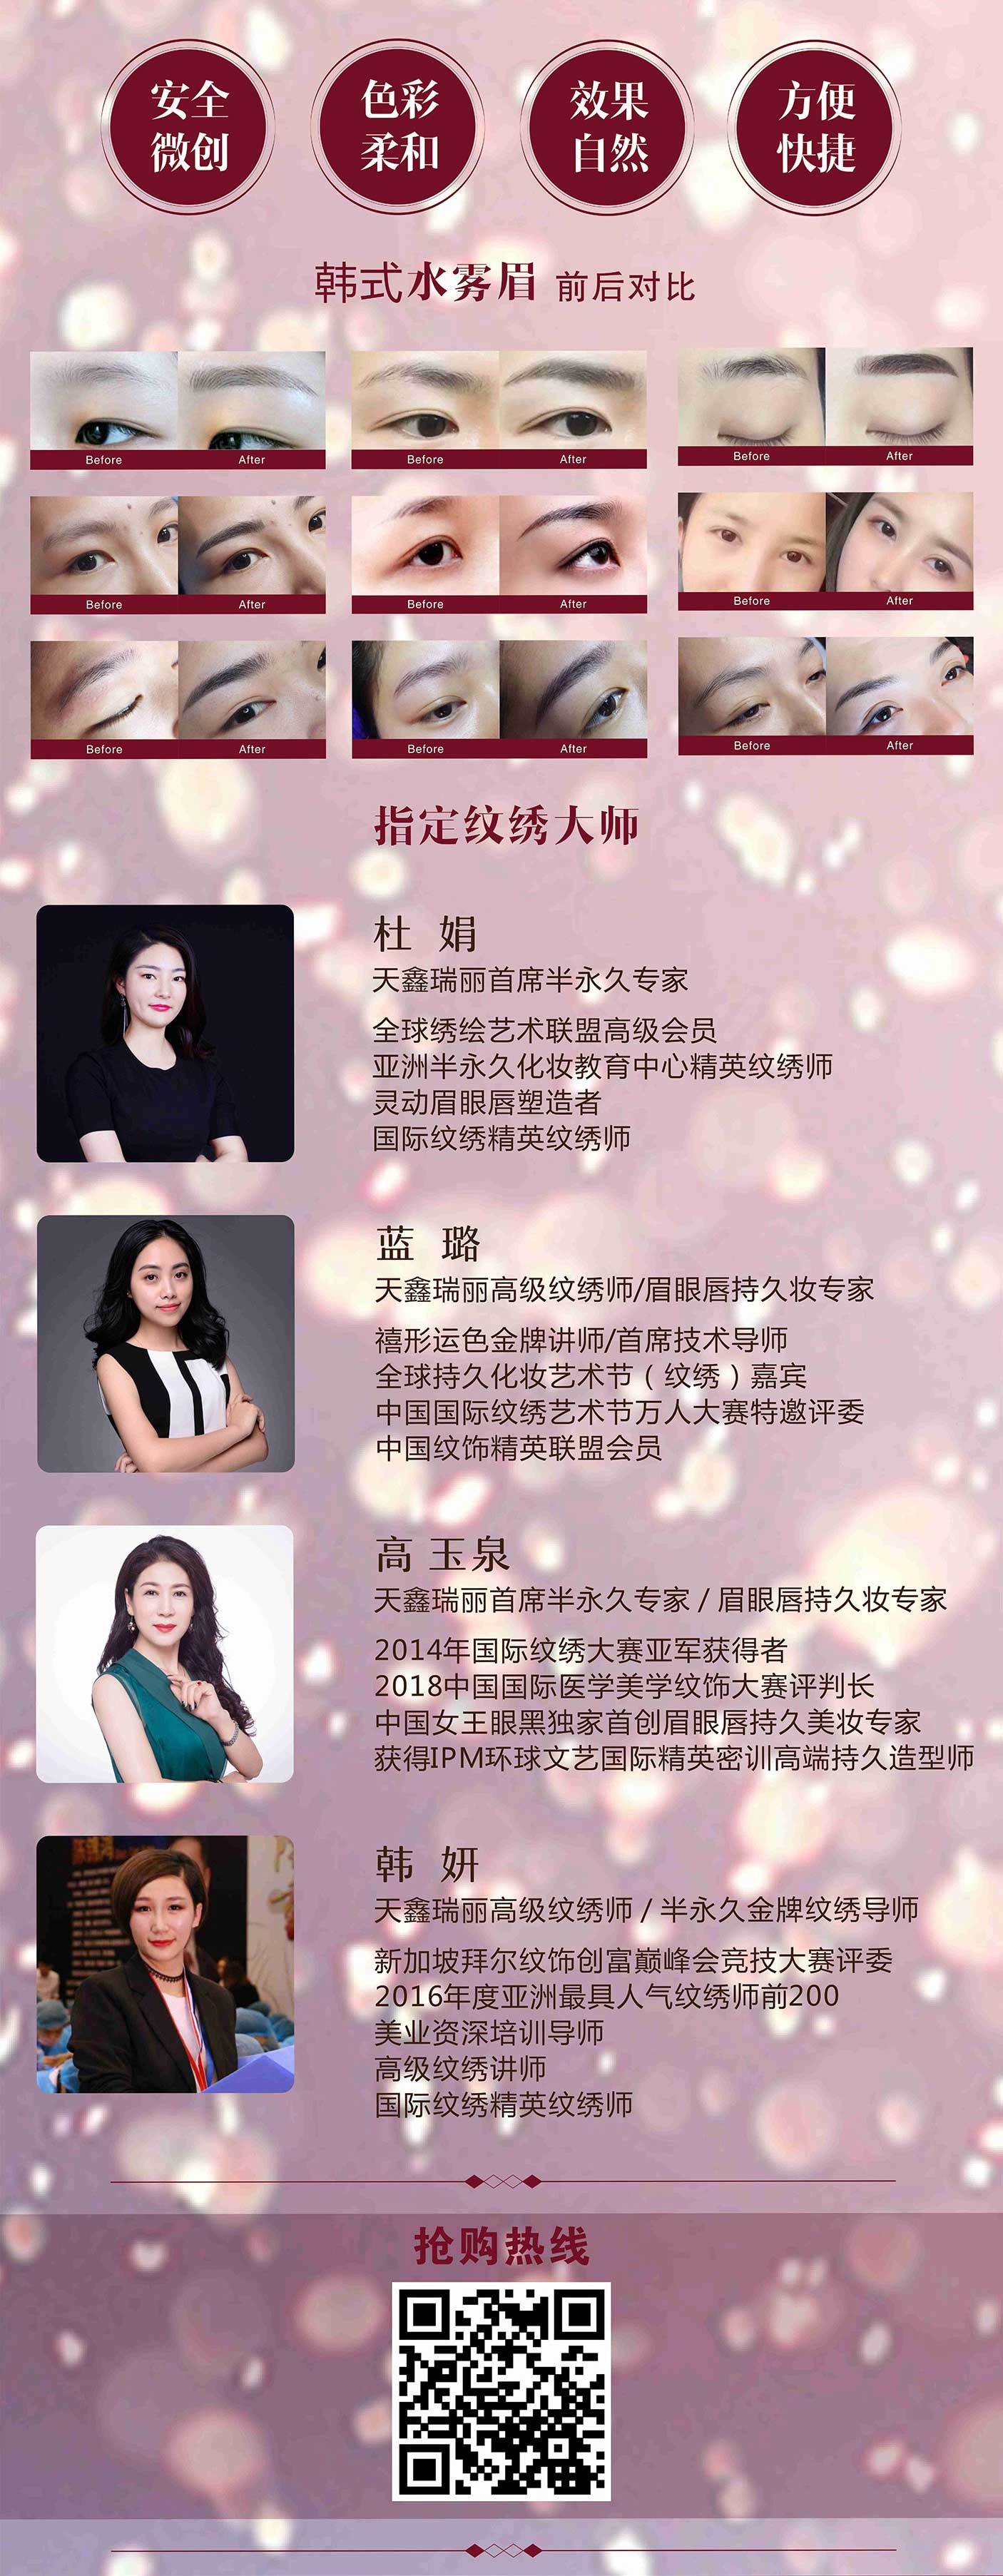 安全
微创
色彩
柔和
效果
自然
方便
快捷
韩式水雾眉 前后对比
Before After
Before After
Before After
Before After
Before After
Before After
Before After
Before After
Before After
指定纹绣大师
杜 娟
天鑫瑞丽首席半永久专家
全球绣绘艺术联盟高级会员
亚洲半永久化妆教育中心精英纹绣师
灵动眉眼唇塑造者
国际纹绣精英纹绣师
蓝 璐
天鑫瑞丽高级纹绣师/眉眼唇持久妆专家
禧形运色金牌讲师/首席技术导师
全球持久化妆艺术节（纹绣）嘉宾
中国国际纹绣艺术节万人大赛特邀评委
中国纹饰精英联盟会员
高 玉泉
天鑫瑞丽首席半永久专家 / 眉眼唇持久妆专家
2014年国际纹绣大赛亚军获得者
2018中国国际医学美学纹饰大赛评判长
中国女王眼黑独家首创眉眼唇持久美妆专家
获得IPM环球文艺国际精英密训高端持久造型师
韩 妍
天鑫瑞丽高级纹绣师 / 半永久金牌纹绣导师
新加坡拜尔纹饰创富巅峰会竞技大赛评委
2016年度亚洲最具人气纹绣师前200
美业资深培训导师
高级纹绣讲师
国际纹绣精英纹绣师
抢购热线